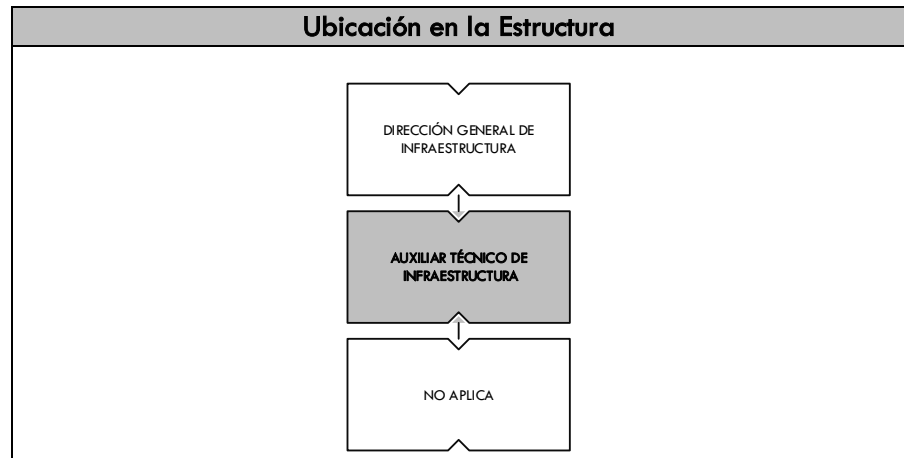 Ubicación en la Estructura
DIRECCIÓN GENERAL DE
INFRAESTRUCTURA
AUXILIAR TÉCNICO DE
INFRAESTRUCTURA
NO APLICA